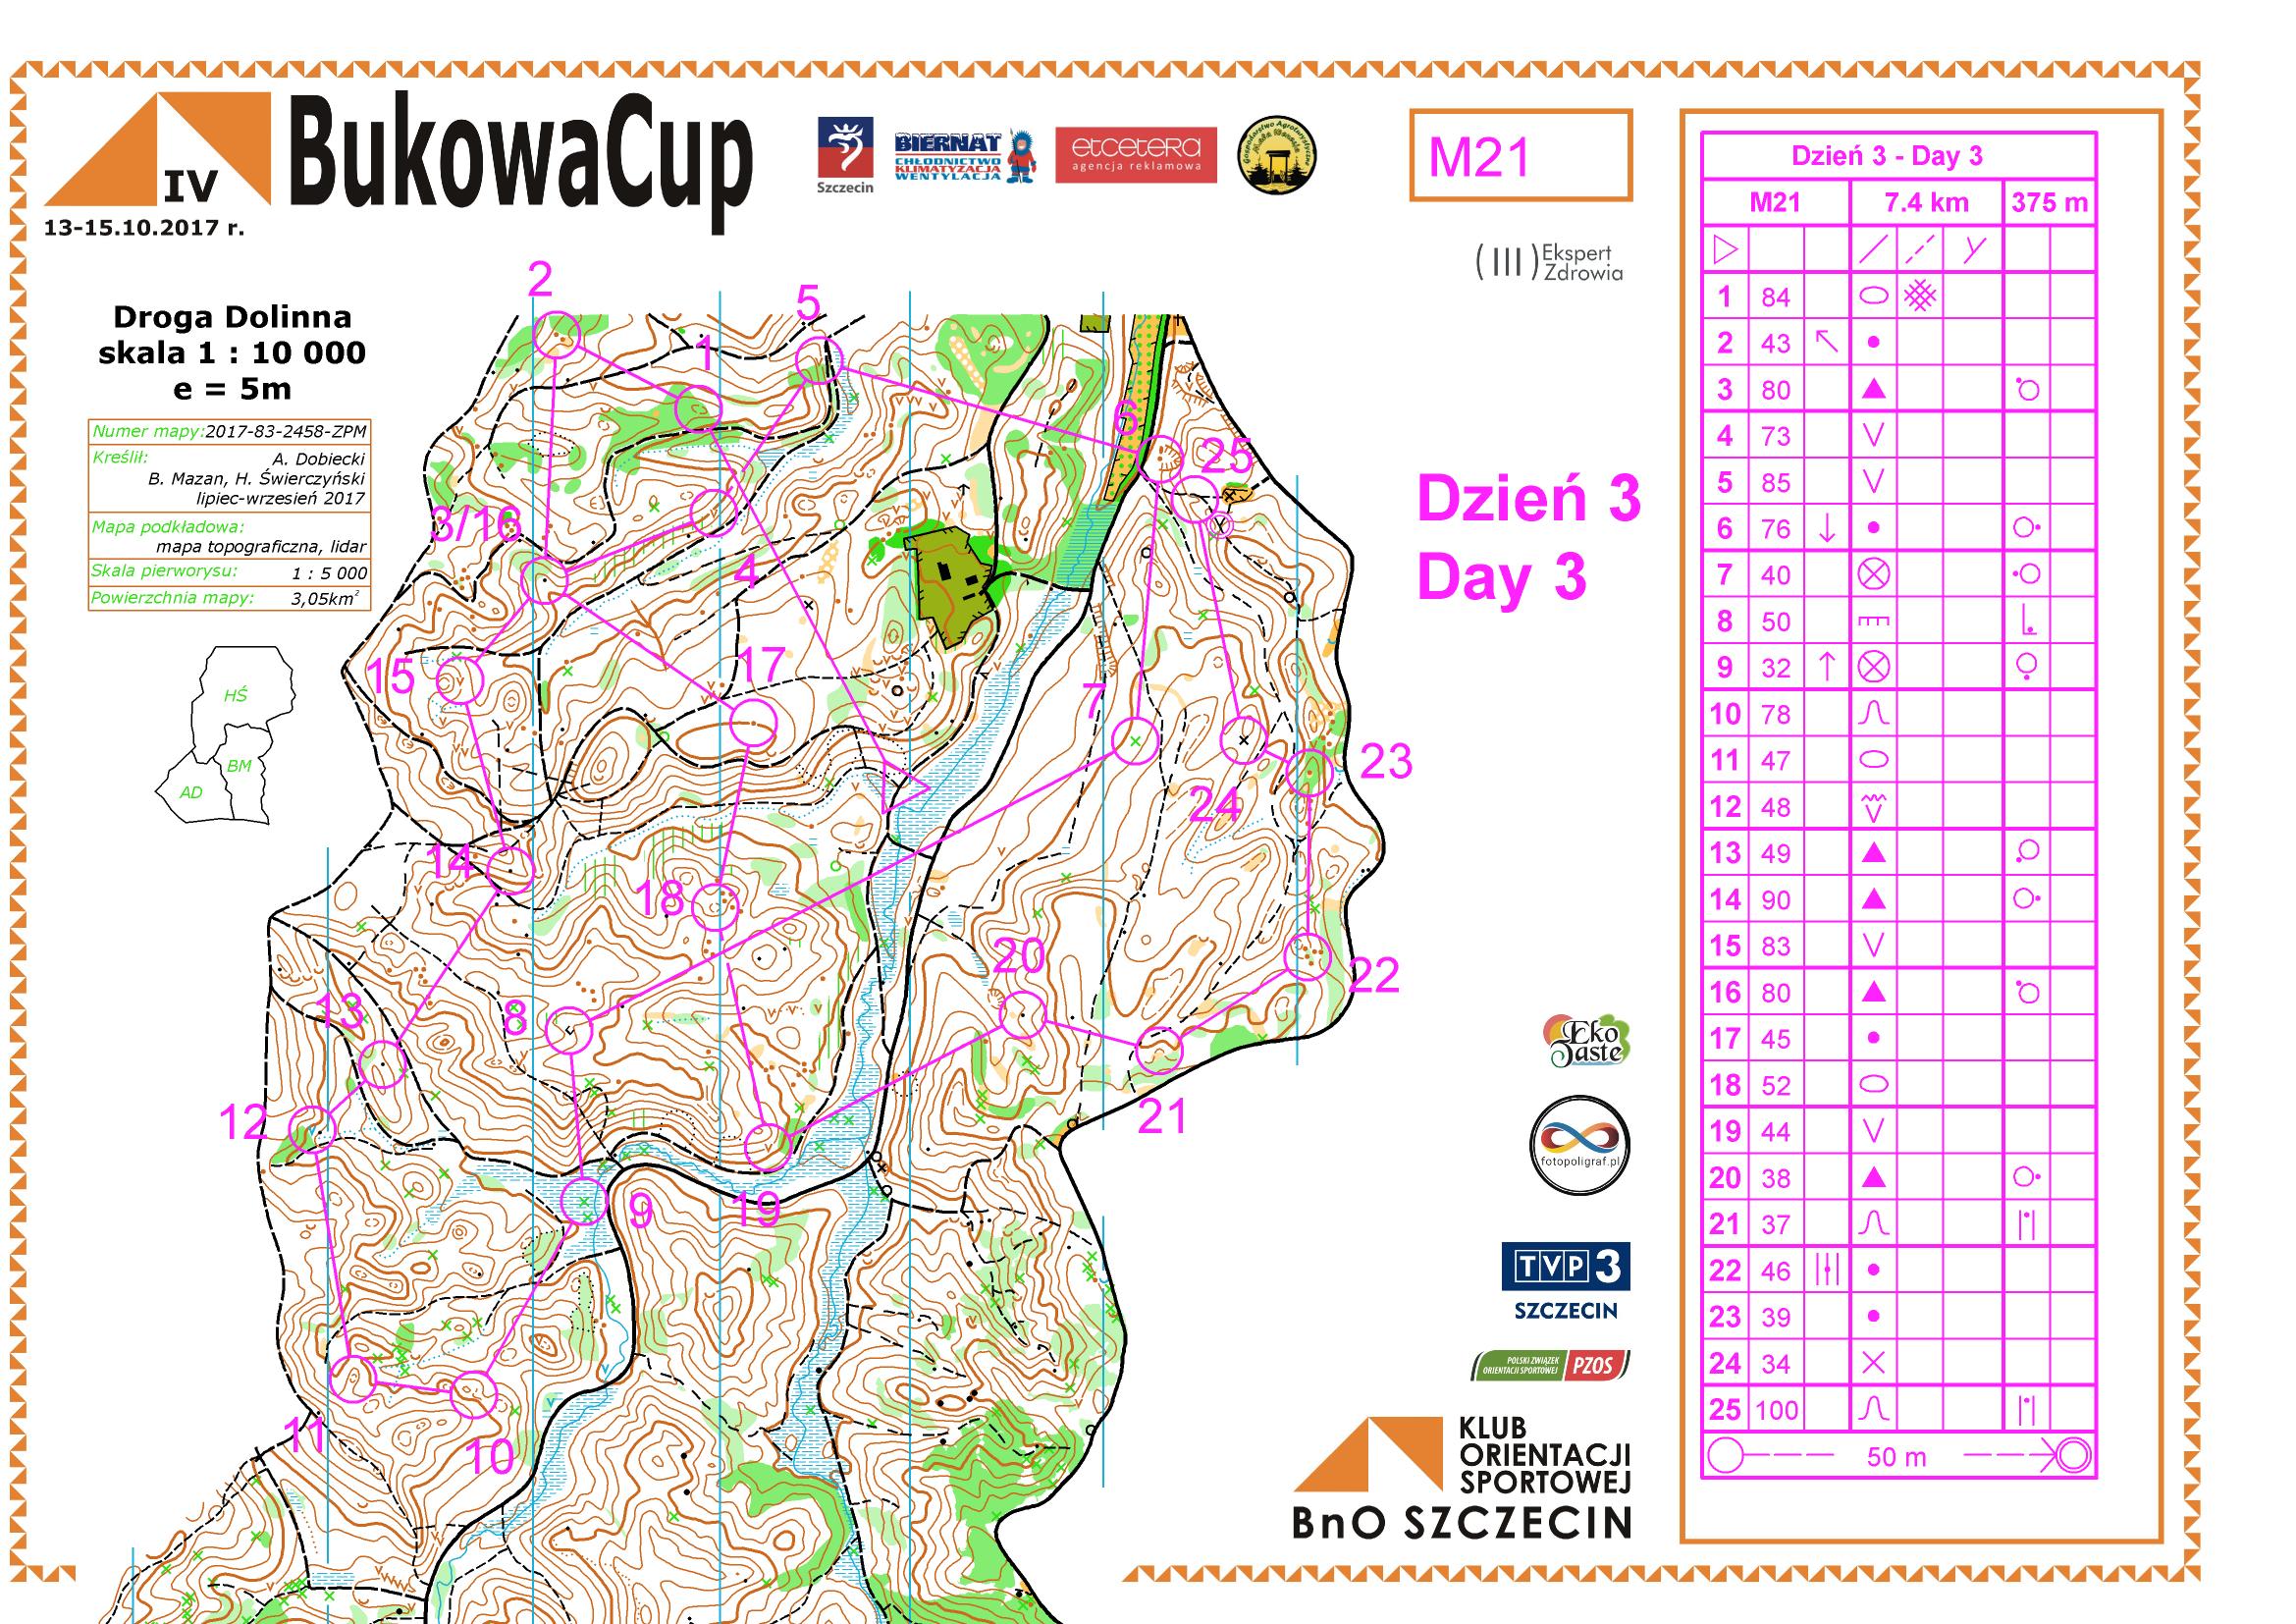 IV
BukowaCup
13-15.10.2017 r.
Szczecin
BIERNAT
CHŁODNICTWO
KLIMATYZACJA
WENTYLACJA
etcetera
agencja reklamowa
M21
Ekspert
Zdrowia
Droga Dolinna
skala 1 : 10 000
e = 5m
Numer mapy: 2017-83-2458-ZPM
Kreślił: A. Dobiecki
B. Mazan, H. Świerczyński
lipiec-wrzesień 2017
Mapa podkładowa:
mapa topograficzna, lidar
Skala pierworysu: 1 : 5 000
Powierzchnia mapy: 3,05km²
HŚ
BM
AD
2
5
1
6
25
3/16
4
15
17
7
23
24
14
18
20
22
13
8
12
21
9
19
11
10
Dzień 3
Day 3
Dzień 3 - Day 3
M21 7.4 km 375 m
1 84
2 43
3 80
4 73
5 85
6 76
7 40
8 50
9 32
10 78
11 47
12 48
13 49
14 90
15 83
16 80
17 45
18 52
19 44
20 38
21 37
22 46
23 39
24 34
25 100
50 m
Eko
Taste
fotopoligraf.pl
TVP 3
SZCZECIN
POLSKI ZWIĄZEK
ORIENTACJI SPORTOWEJ
PZOS
KLUB
ORIENTACJI
SPORTOWEJ
BnO SZCZECIN